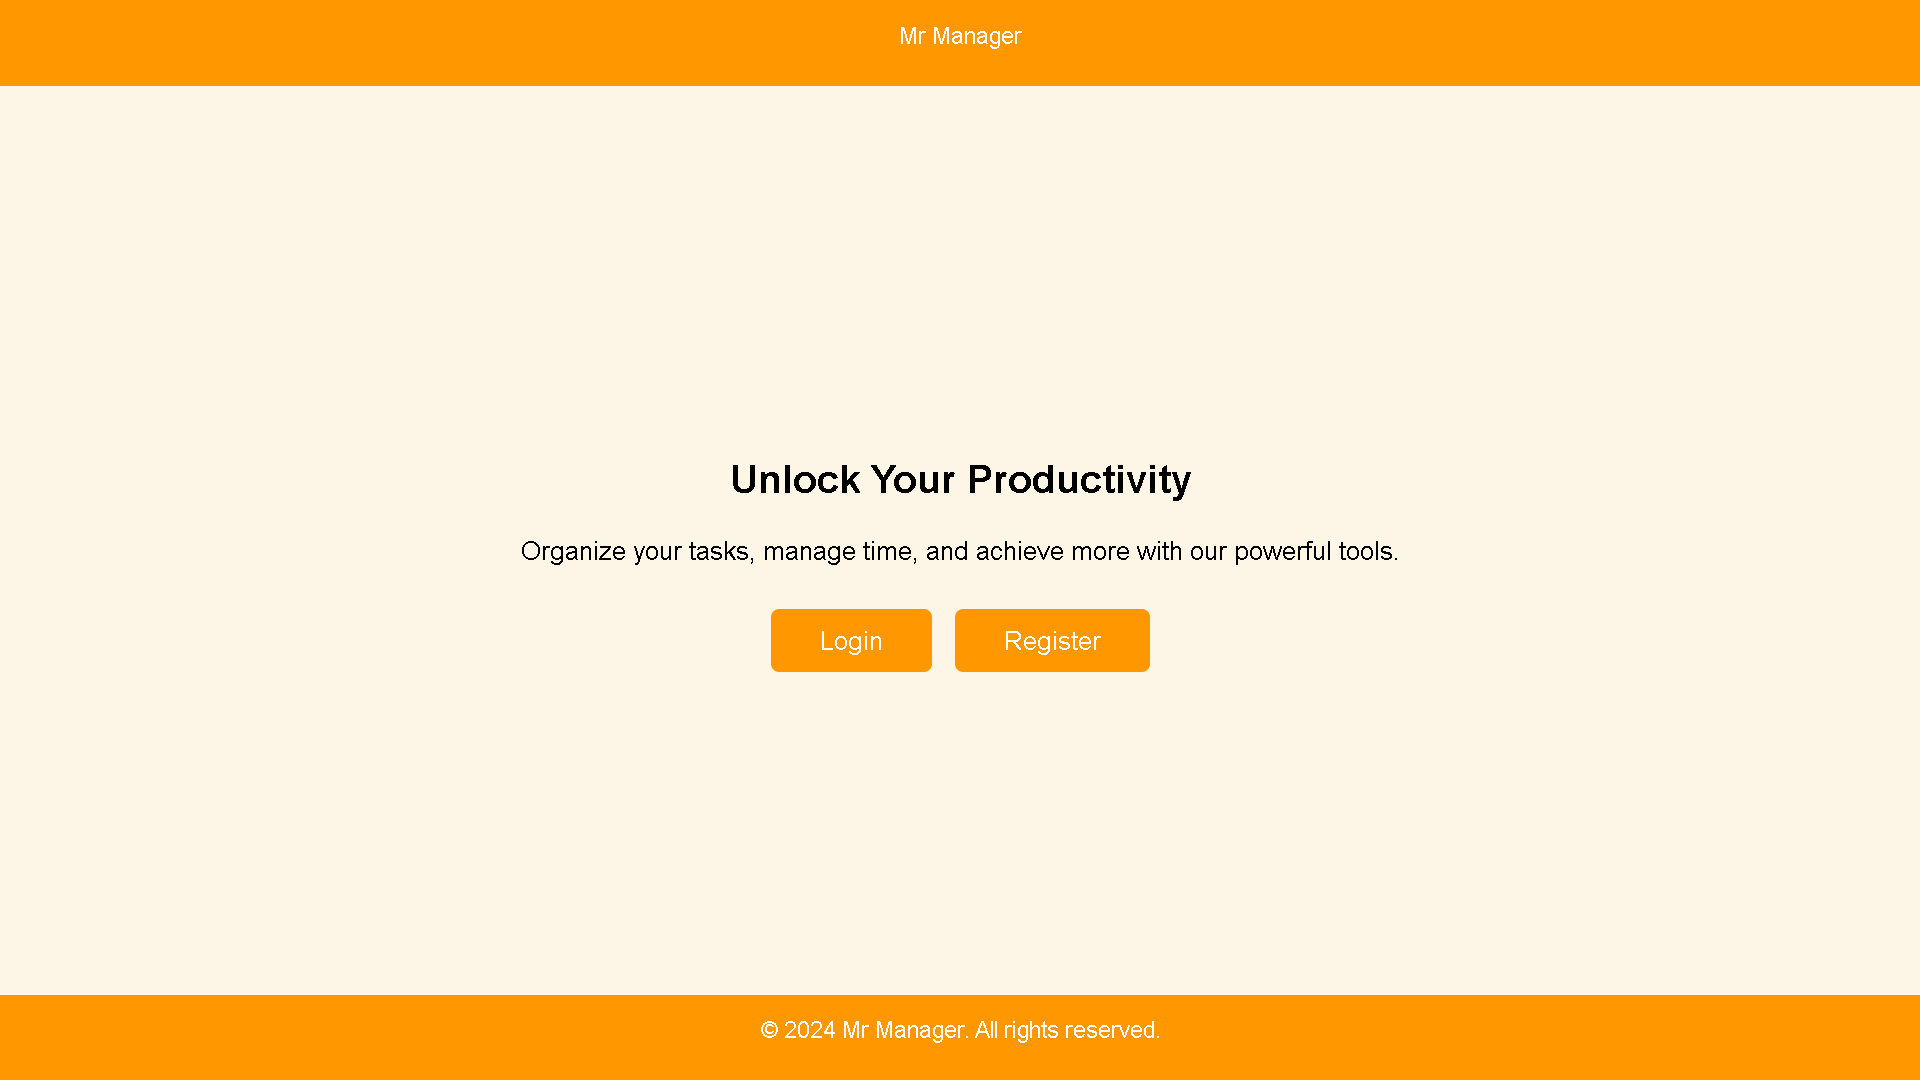 Mr Manager
Unlock Your Productivity
Organize your tasks, manage time, and achieve more with our powerful tools.
Login Register
© 2024 Mr Manager. All rights reserved.